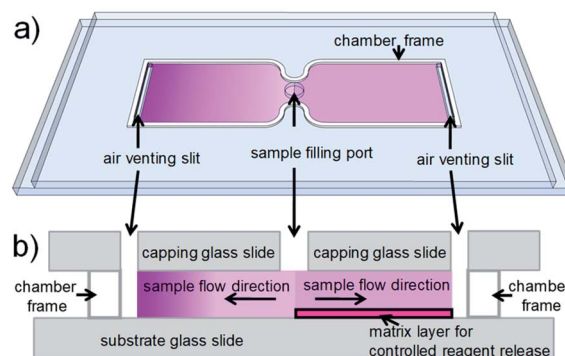 a)
chamber frame
air venting slit
sample filling port
air venting slit
b)
capping glass slide
capping glass slide
chamber
frame
sample flow direction
sample flow direction
chamber
frame
substrate glass slide
matrix layer for
controlled reagent release